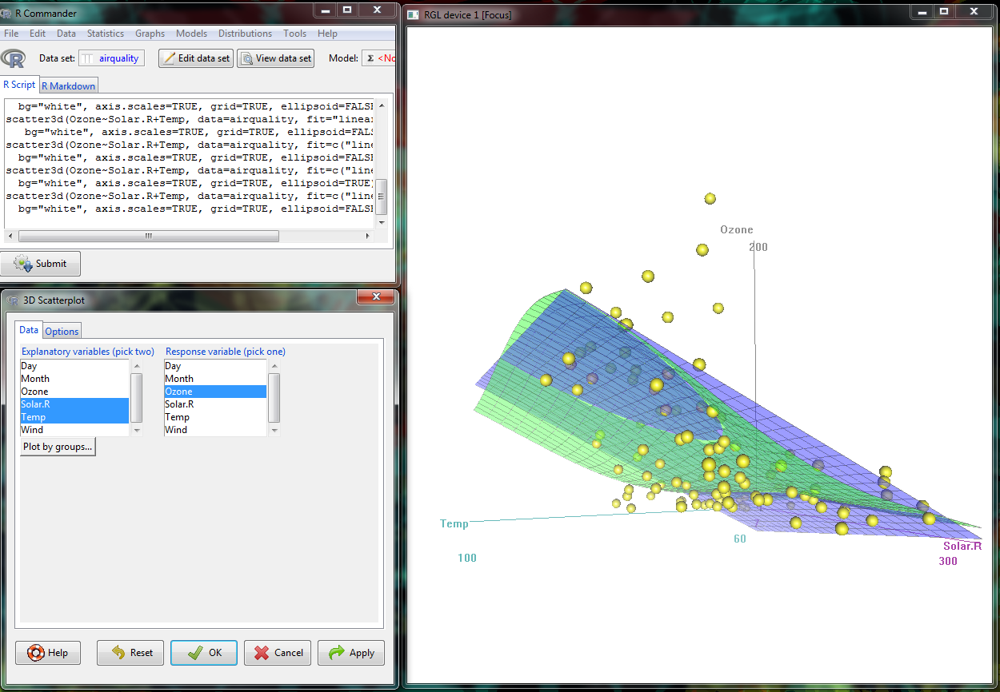 R Commander
File Edit Data Statistics Graphs Models Distributions Tools Help
R Data set: airquality Edit data set View data set Model: Σ <No
R Script R Markdown
bg="white", axis.scales=TRUE, grid=TRUE, ellipsoid=FALSE
scatter3d(Ozone~Solar.R+Temp, data=airquality, fit="linear
bg="white", axis.scales=TRUE, grid=TRUE, ellipsoid=FALS
scatter3d(Ozone~Solar.R+Temp, data=airquality, fit=c("line
bg="white", axis.scales=TRUE, grid=TRUE, ellipsoid=FALSE
scatter3d(Ozone~Solar.R+Temp, data=airquality, fit=c("line
bg="white", axis.scales=TRUE, grid=TRUE, ellipsoid=TRUE)
scatter3d(Ozone~Solar.R+Temp, data=airquality, fit=c("line
bg="white", axis.scales=TRUE, grid=TRUE, ellipsoid=FALSE
Submit
3D Scatterplot
Data Options
Explanatory variables (pick two) Response variable (pick one)
Day Day
Month Month
Ozone Ozone
Solar.R Solar.R
Temp Temp
Wind Wind
Plot by groups...
Help Reset OK Cancel Apply
RGL device 1 [Focus]
Ozone
200
Temp
60
100
Solar.R
300